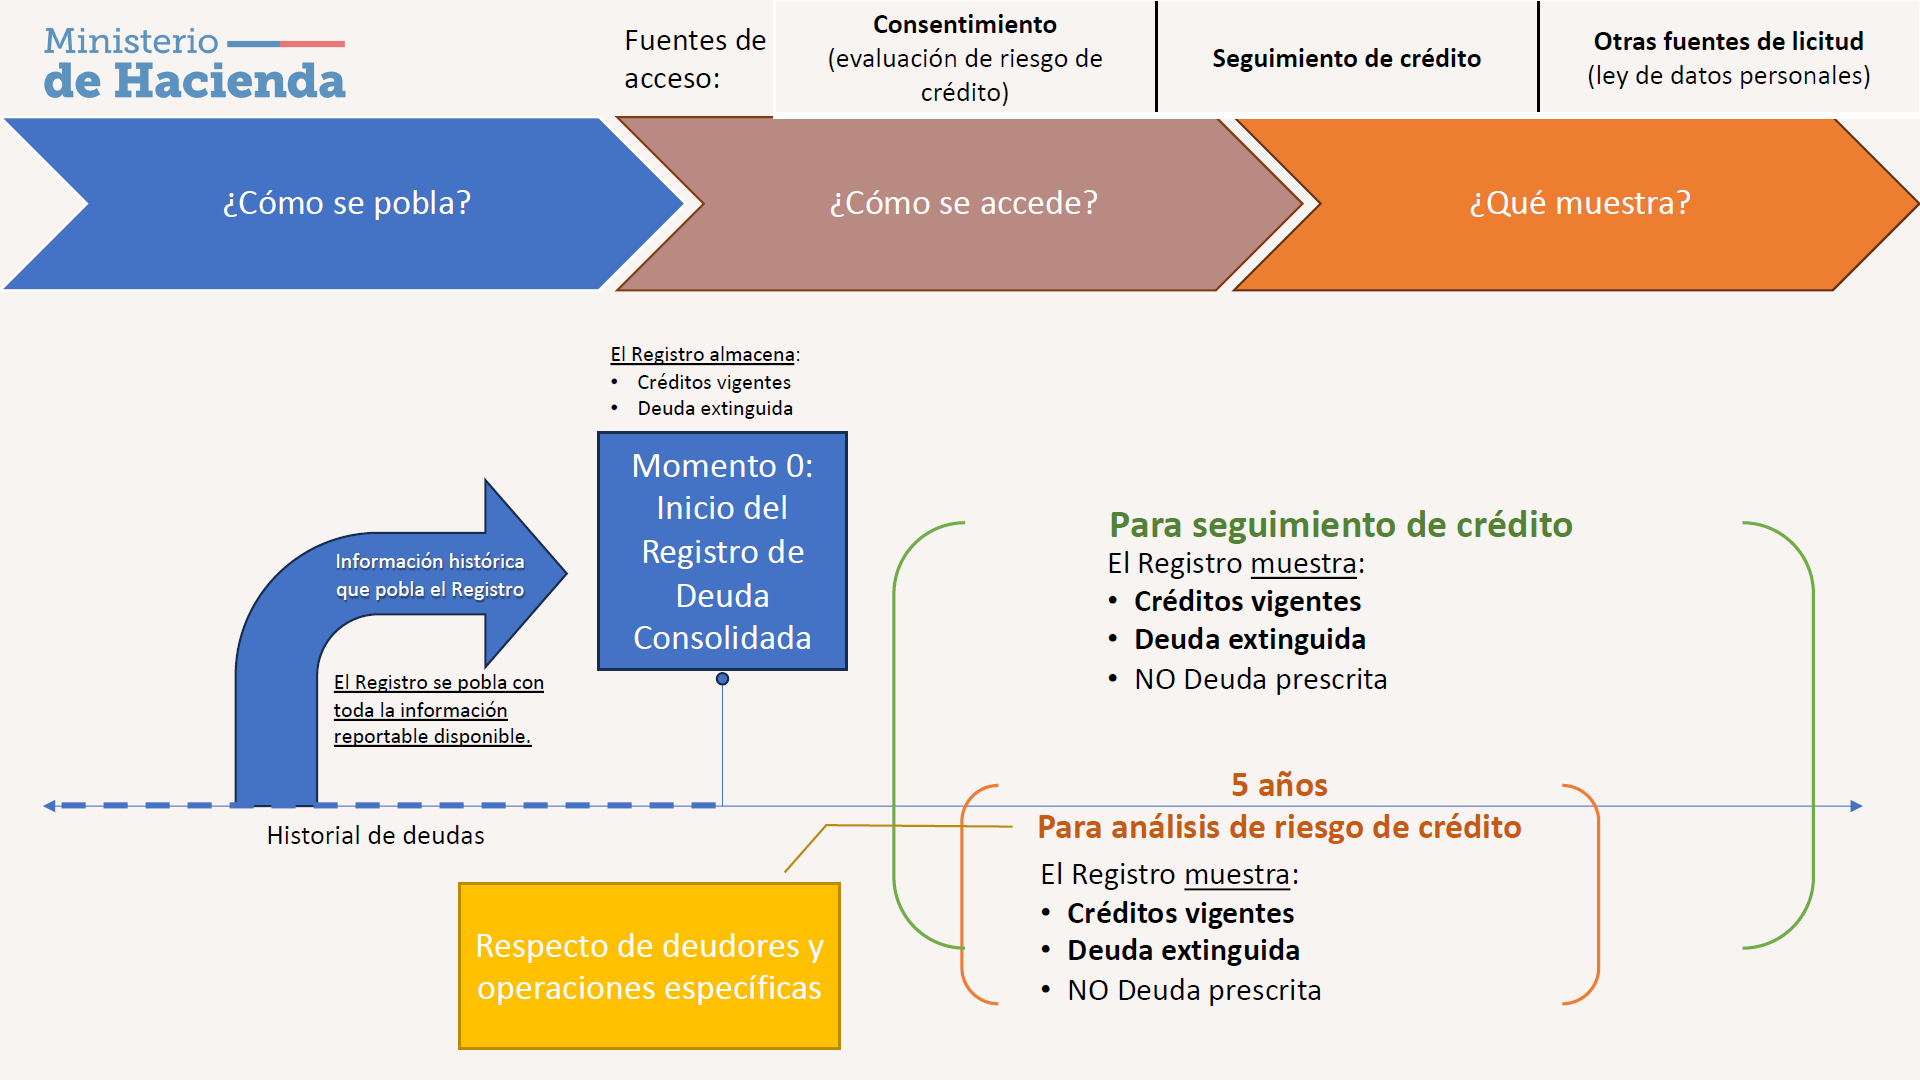 Ministerio
de Hacienda
Fuentes de
acceso:
Consentimiento
(evaluación de riesgo de
crédito)
Seguimiento de crédito
Otras fuentes de licitud
(ley de datos personales)
¿Cómo se pobla?
¿Cómo se accede?
¿Qué muestra?
El Registro almacena:
• Créditos vigentes
• Deuda extinguida
Momento 0:
Inicio del
Registro de
Deuda
Consolidada
Información histórica
que pobla el Registro
El Registro se pobla con
toda la información
reportable disponible.
Historial de deudas
Para seguimiento de crédito
El Registro muestra:
• Créditos vigentes
• Deuda extinguida
• NO Deuda prescrita
5 años
Para análisis de riesgo de crédito
El Registro muestra:
• Créditos vigentes
• Deuda extinguida
• NO Deuda prescrita
Respecto de deudores y
operaciones específicas